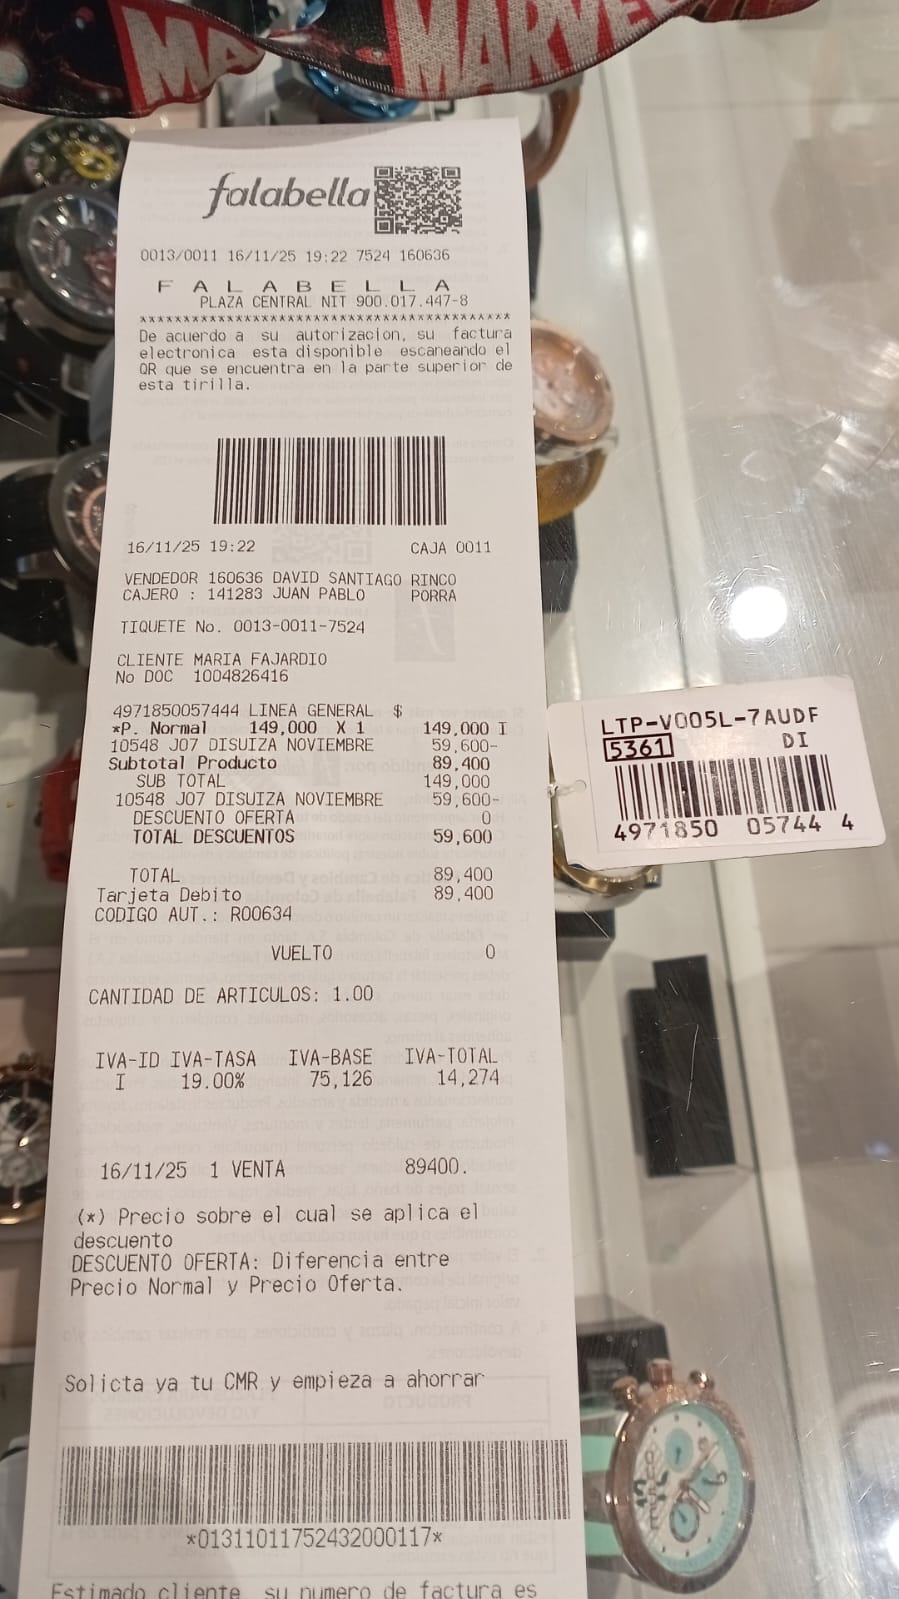 MARVEL
falabella
0013/0011 16/11/25 19:22 7524 160636
F A L A B E L L A
PLAZA CENTRAL NIT 900.017.447-8
******************************************
De acuerdo a su autorizacion, su factura
electronica esta disponible escaneando el
QR que se encuentra en la parte superior de
esta tirilla.
16/11/25 19:22 CAJA 0011
VENDEDOR 160636 DAVID SANTIAGO RINCO
CAJERO : 141283 JUAN PABLO PORRA
TIQUETE No. 0013-0011-7524
CLIENTE MARIA FAJARDIO
No DOC 1004826416
4971850057444 LINEA GENERAL $
*P. Normal 149,000 X 1 149,000 I
10548 J07 DISUIZA NOVIEMBRE 59,600-
Subtotal Producto 89,400
SUB TOTAL 149,000
10548 J07 DISUIZA NOVIEMBRE 59,600-
DESCUENTO OFERTA 0
TOTAL DESCUENTOS 59,600
TOTAL 89,400
Tarjeta Debito 89,400
CODIGO AUT.: R00634
VUELTO 0
CANTIDAD DE ARTICULOS: 1.00
IVA-ID IVA-TASA IVA-BASE IVA-TOTAL
I 19.00% 75,126 14,274
16/11/25 1 VENTA 89400.
(*) Precio sobre el cual se aplica el
descuento
DESCUENTO OFERTA: Diferencia entre
Precio Normal y Precio Oferta.
Solicta ya tu CMR y empieza a ahorrar
*01311011752432000117*
Estimado cliente, su numero de factura es
LTP-V005L-7AUDF
5361 DI
4971850 05744 4